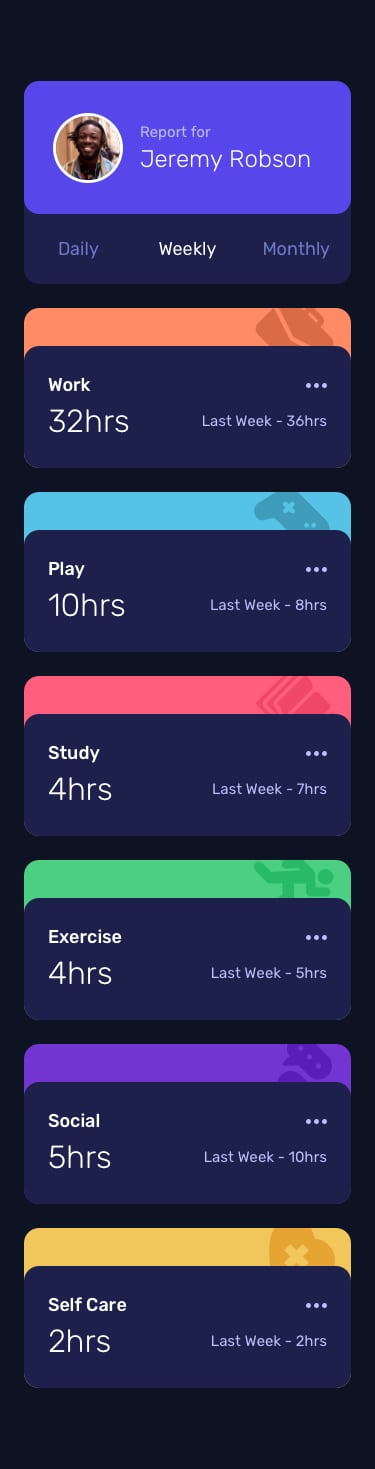 Report for
Jeremy Robson
Daily Weekly Monthly
Work
32hrs Last Week - 36hrs
Play
10hrs Last Week - 8hrs
Study
4hrs Last Week - 7hrs
Exercise
4hrs Last Week - 5hrs
Social
5hrs Last Week - 10hrs
Self Care
2hrs Last Week - 2hrs